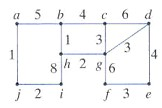 a 5 b 4 c 6 d
1 1 3 3 4
8 h 2 g 6
j 2 i f 3 e